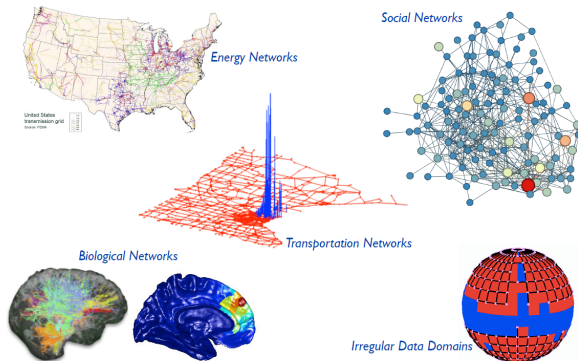 Social Networks
Energy Networks
United States
transmission grid
Source: FEMA
Transportation Networks
Biological Networks
Irregular Data Domains